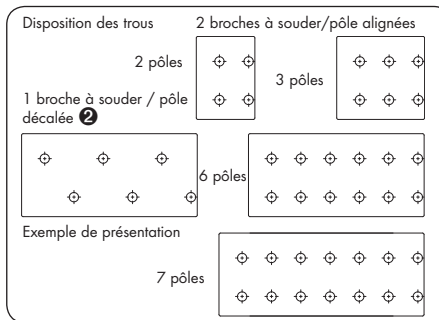 Disposition des trous
2 broches à souder/pôle alignées
2 pôles
3 pôles
1 broche à souder / pôle
décalée ❷
6 pôles
Exemple de présentation
7 pôles